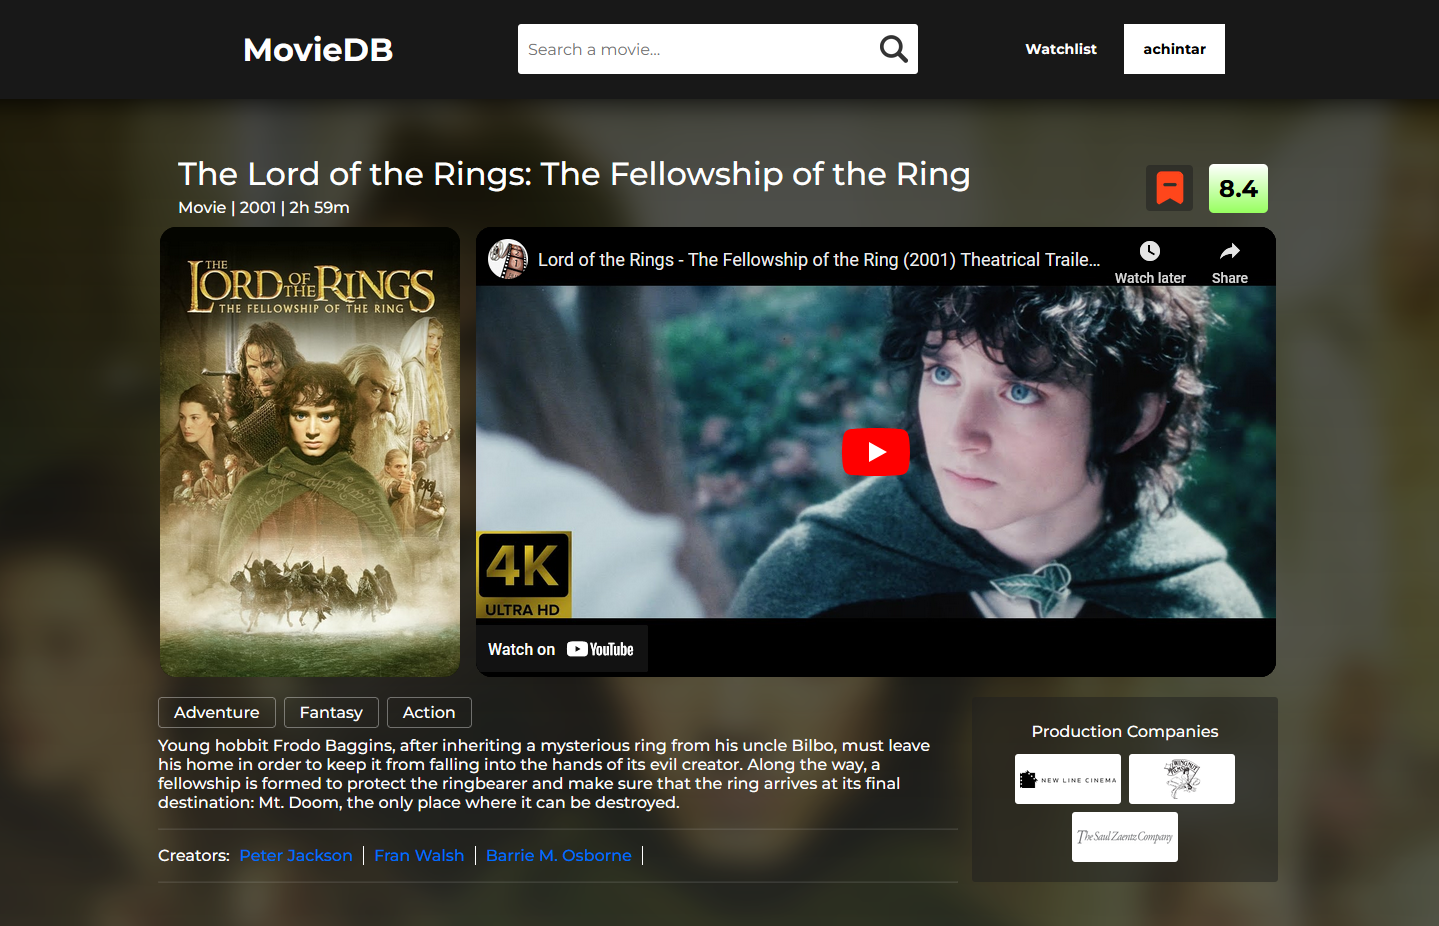 MovieDB
Search a movie...
Watchlist
achintar
The Lord of the Rings: The Fellowship of the Ring
Movie | 2001 | 2h 59m
8.4
THE
LORD OF THE RINGS
THE FELLOWSHIP OF THE RING
Lord of the Rings - The Fellowship of the Ring (2001) Theatrical Traile...
Watch later
Share
4K
ULTRA HD
Watch on YouTube
Adventure
Fantasy
Action
Young hobbit Frodo Baggins, after inheriting a mysterious ring from his uncle Bilbo, must leave
his home in order to keep it from falling into the hands of its evil creator. Along the way, a
fellowship is formed to protect the ringbearer and make sure that the ring arrives at its final
destination: Mt. Doom, the only place where it can be destroyed.
Creators: Peter Jackson | Fran Walsh | Barrie M. Osborne |
Production Companies
NEW LINE CINEMA
WINGNUT
FILMS
The Saul Zaentz Company